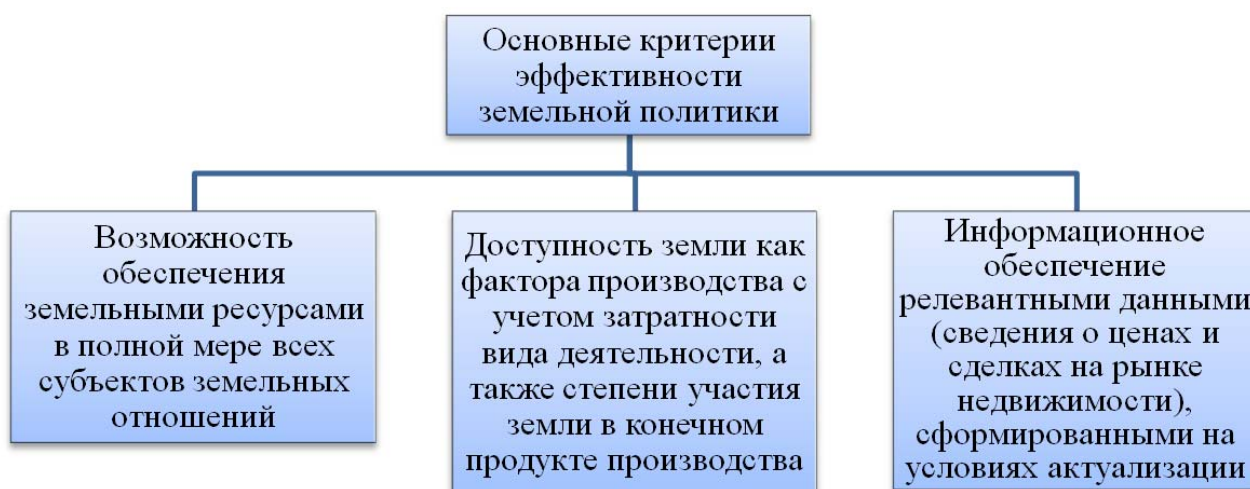 Основные критерии
эффективности
земельной политики
Возможность
обеспечения
земельными ресурсами
в полной мере всех
субъектов земельных
отношений
Доступность земли как
фактора производства с
учетом затратности
вида деятельности, а
также степени участия
земли в конечном
продукте производства
Информационное
обеспечение
релевантными данными
(сведения о ценах и
сделках на рынке
недвижимости),
сформированными на
условиях актуализации